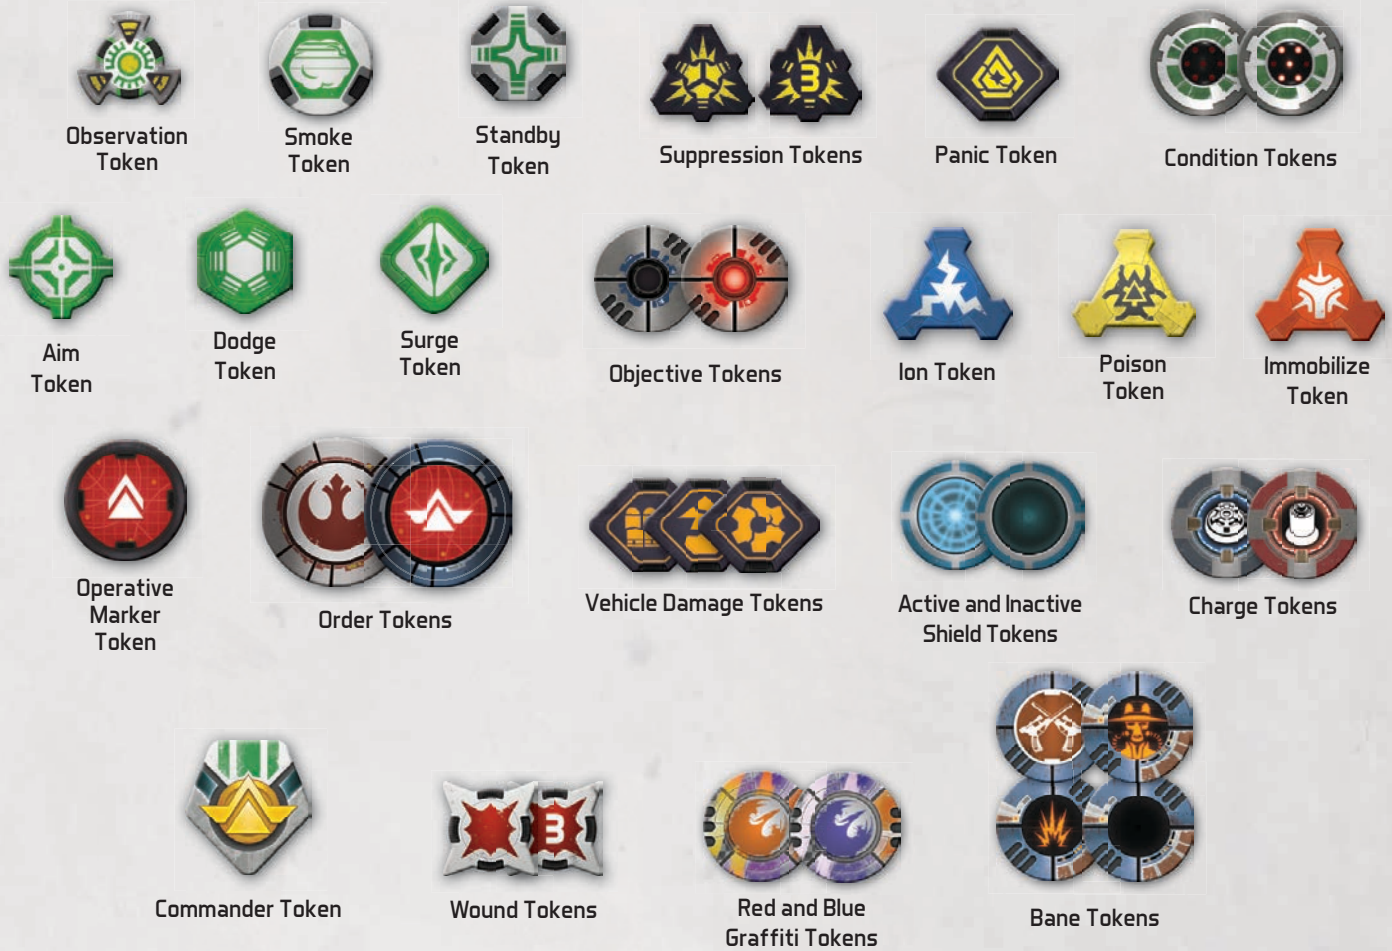 Observation
Token
Smoke
Token
Standby
Token
3
Suppression Tokens
Panic Token
Condition Tokens
Aim
Token
Dodge
Token
Surge
Token
Objective Tokens
Ion Token
Poison
Token
Immobilize
Token
Operative
Marker
Token
Order Tokens
Vehicle Damage Tokens
Active and Inactive
Shield Tokens
Charge Tokens
Commander Token
3
Wound Tokens
Red and Blue
Graffiti Tokens
Bane Tokens